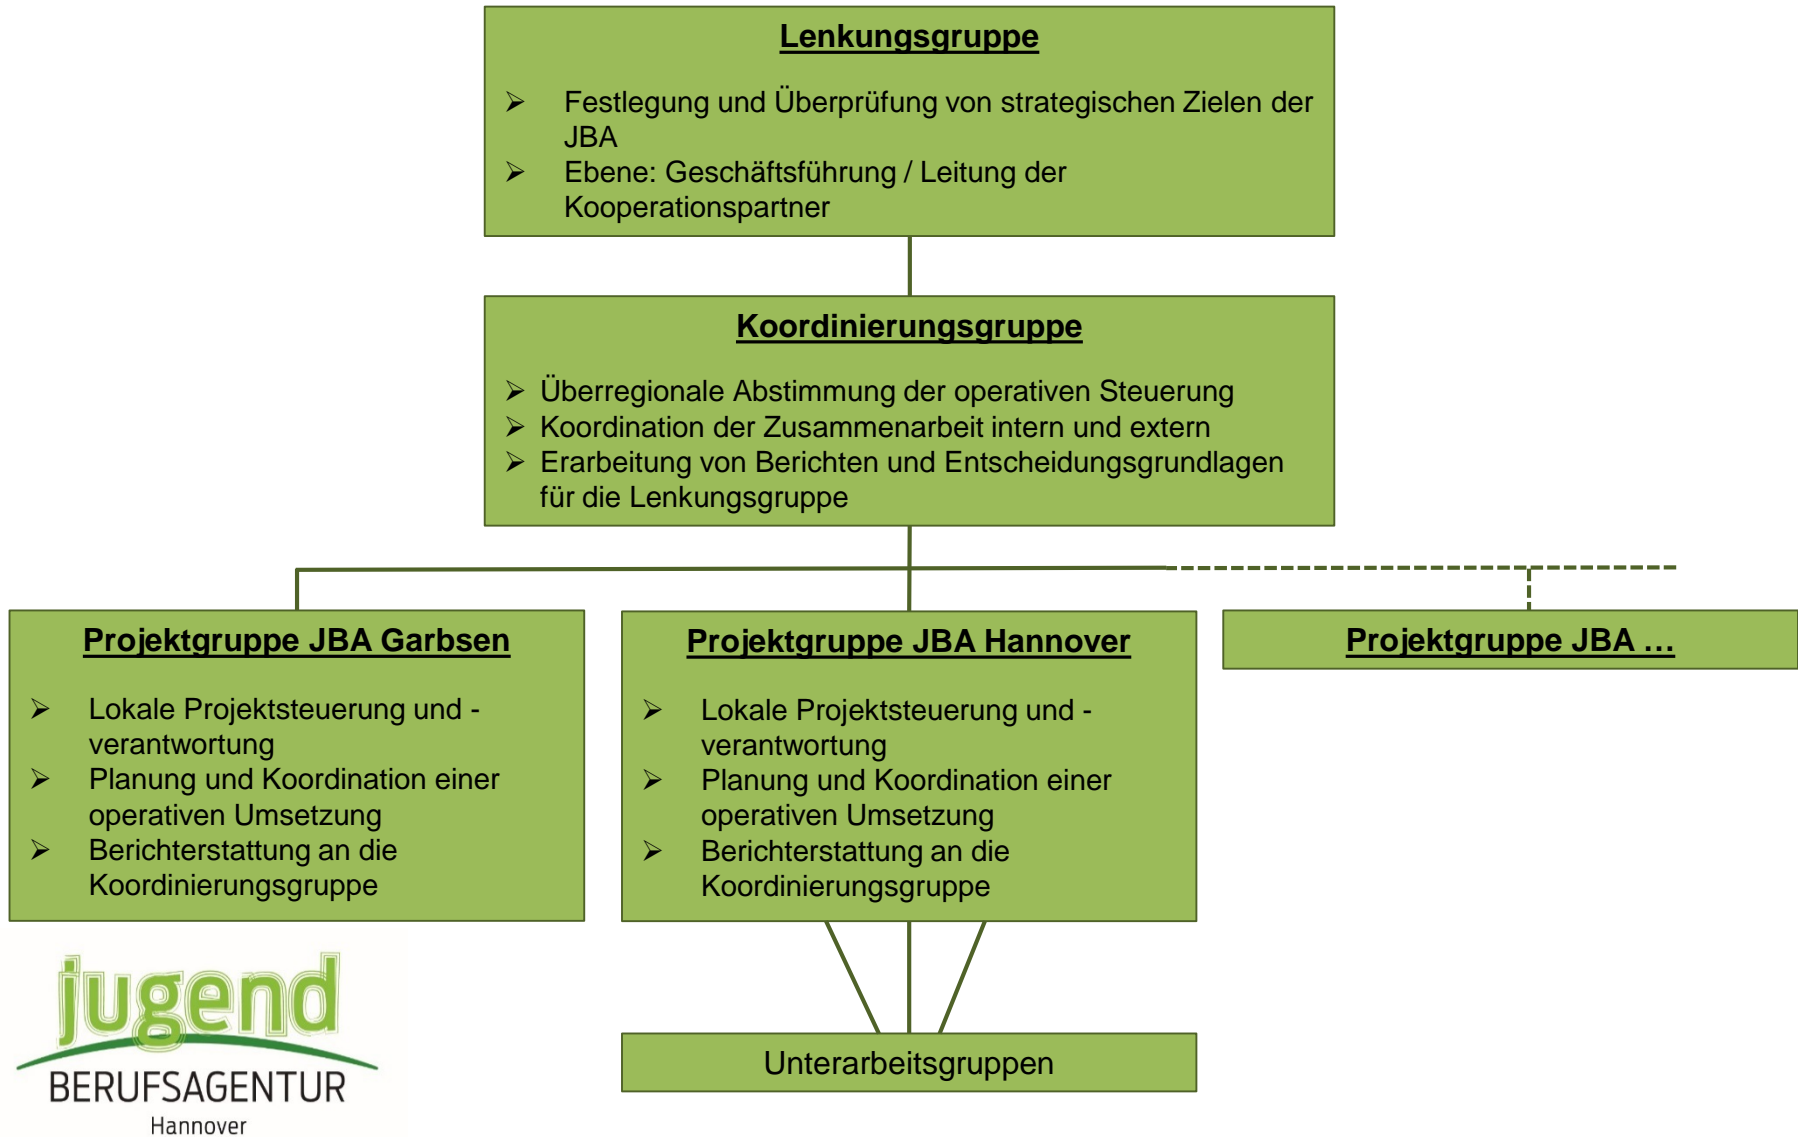 Lenkungsgruppe
➢ Festlegung und Überprüfung von strategischen Zielen der
JBA
➢ Ebene: Geschäftsführung / Leitung der
Kooperationspartner
Koordinierungsgruppe
➢ Überregionale Abstimmung der operativen Steuerung
➢ Koordination der Zusammenarbeit intern und extern
➢ Erarbeitung von Berichten und Entscheidungsgrundlagen
für die Lenkungsgruppe
Projektgruppe JBA Garbsen
➢ Lokale Projektsteuerung und -
verantwortung
➢ Planung und Koordination einer
operativen Umsetzung
➢ Berichterstattung an die
Koordinierungsgruppe
Projektgruppe JBA Hannover
➢ Lokale Projektsteuerung und -
verantwortung
➢ Planung und Koordination einer
operativen Umsetzung
➢ Berichterstattung an die
Koordinierungsgruppe
Projektgruppe JBA …
Unterarbeitsgruppen
jugend
BERUFSAGENTUR
Hannover